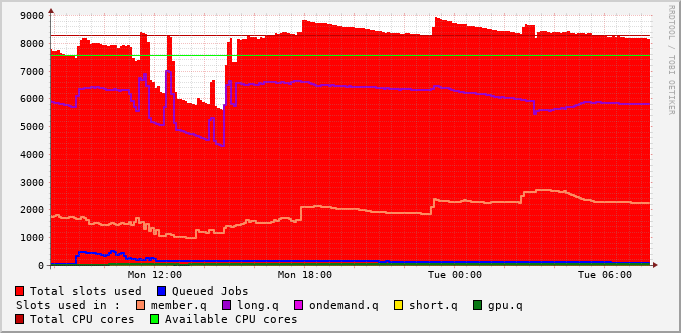 9000
8000
7000
6000
5000
4000
3000
2000
1000
0
Mon 12:00 Mon 18:00 Tue 00:00 Tue 06:00
RRDTOOL / TOBI OETIKER
Total slots used Queued Jobs
Slots used in : member.q long.q ondemand.q short.q gpu.q
Total CPU cores Available CPU cores